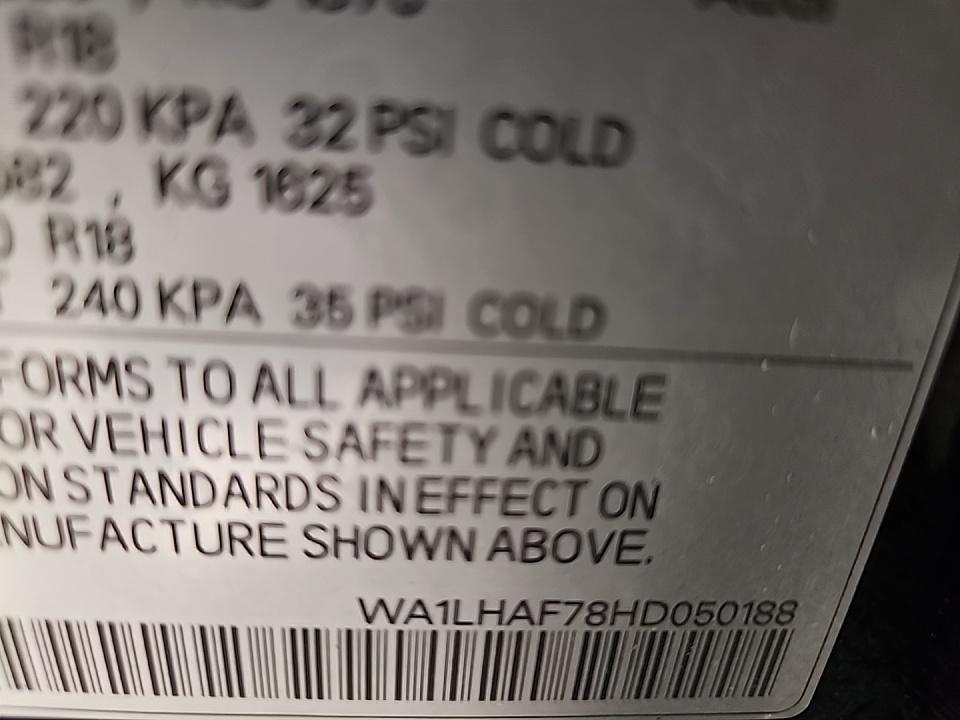 R18
220 KPA 32 PSI COLD
082 , KG 1625
R18
240 KPA 35 PSI COLD
FORMS TO ALL APPLICABLE
OR VEHICLE SAFETY AND
ON STANDARDS IN EFFECT ON
NUFACTURE SHOWN ABOVE.
WA1LHAF78HD050188